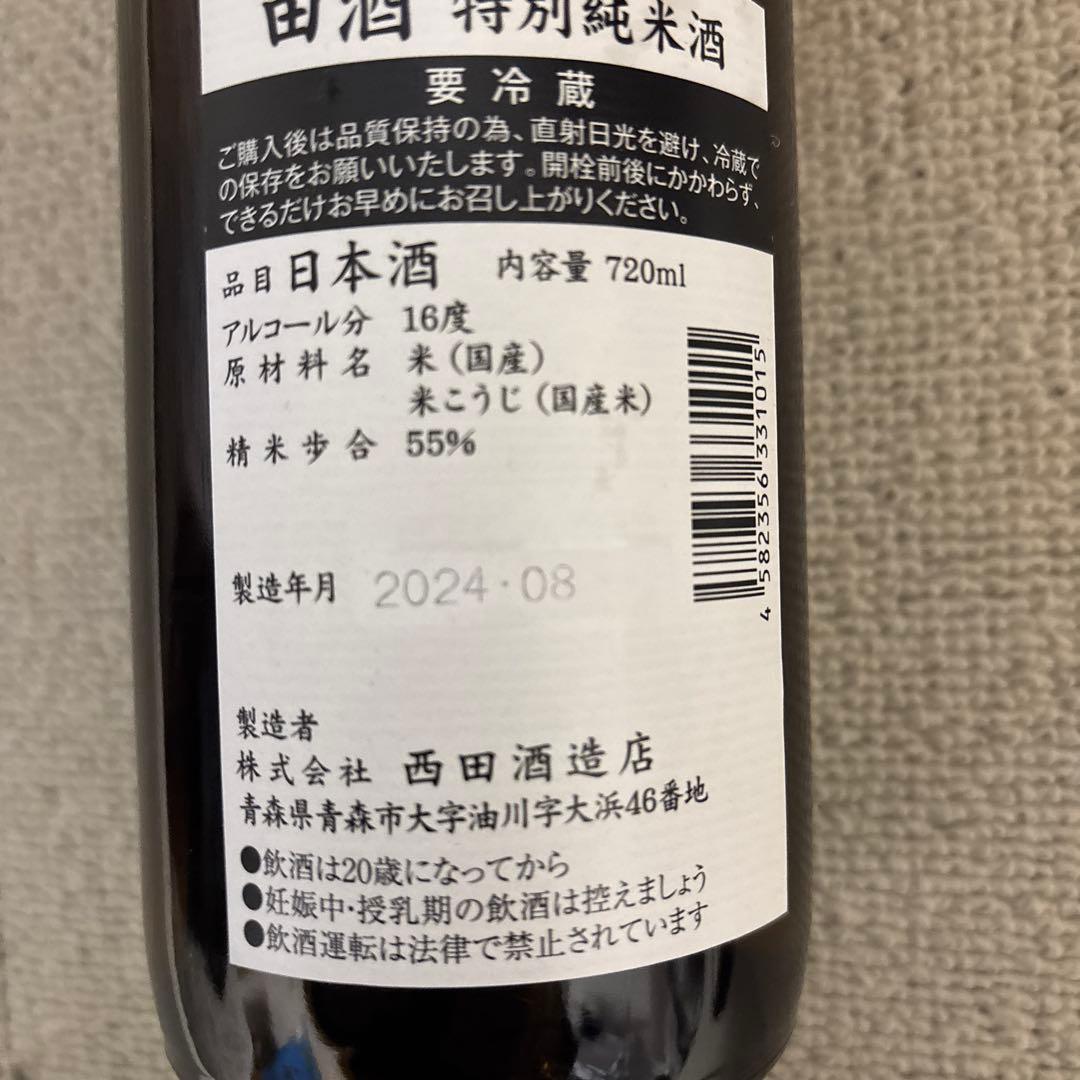 田酒 特別純米酒
要冷蔵
ご購入後は品質保持の為、直射日光を避け、冷蔵で
の保存をお願いいたします。開栓前後にかかわらず、
できるだけお早めにお召し上がりください。
品目 日本酒 内容量 720ml
アルコール分 16度
原材料名 米（国産）
米こうじ（国産米）
精米歩合 55%
製造年月 2024・08
製造者
株式会社 西田酒造店
青森県青森市大字油川字大浜46番地
●飲酒は20歳になってから
●妊娠中・授乳期の飲酒は控えましょう
●飲酒運転は法律で禁止されています
4 582356 331015